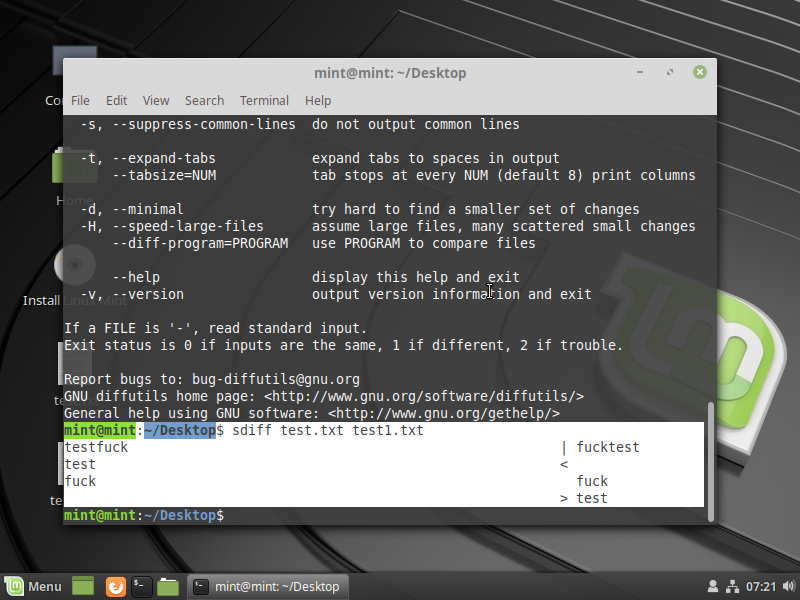 Co
Home
Install Linux Mint
te
te
mint@mint: ~/Desktop
File Edit View Search Terminal Help
-s, --suppress-common-lines do not output common lines
-t, --expand-tabs expand tabs to spaces in output
--tabsize=NUM tab stops at every NUM (default 8) print columns
-d, --minimal try hard to find a smaller set of changes
-H, --speed-large-files assume large files, many scattered small changes
--diff-program=PROGRAM use PROGRAM to compare files
--help display this help and exit
-v, --version output version information and exit
If a FILE is '-', read standard input.
Exit status is 0 if inputs are the same, 1 if different, 2 if trouble.
Report bugs to: bug-diffutils@gnu.org
GNU diffutils home page: <http://www.gnu.org/software/diffutils/>
General help using GNU software: <http://www.gnu.org/gethelp/>
mint@mint:~/Desktop$ sdiff test.txt test1.txt
testfuck | fucktest
test <
fuck fuck
> test
mint@mint:~/Desktop$
Menu mint@mint: ~/Desktop 07:21